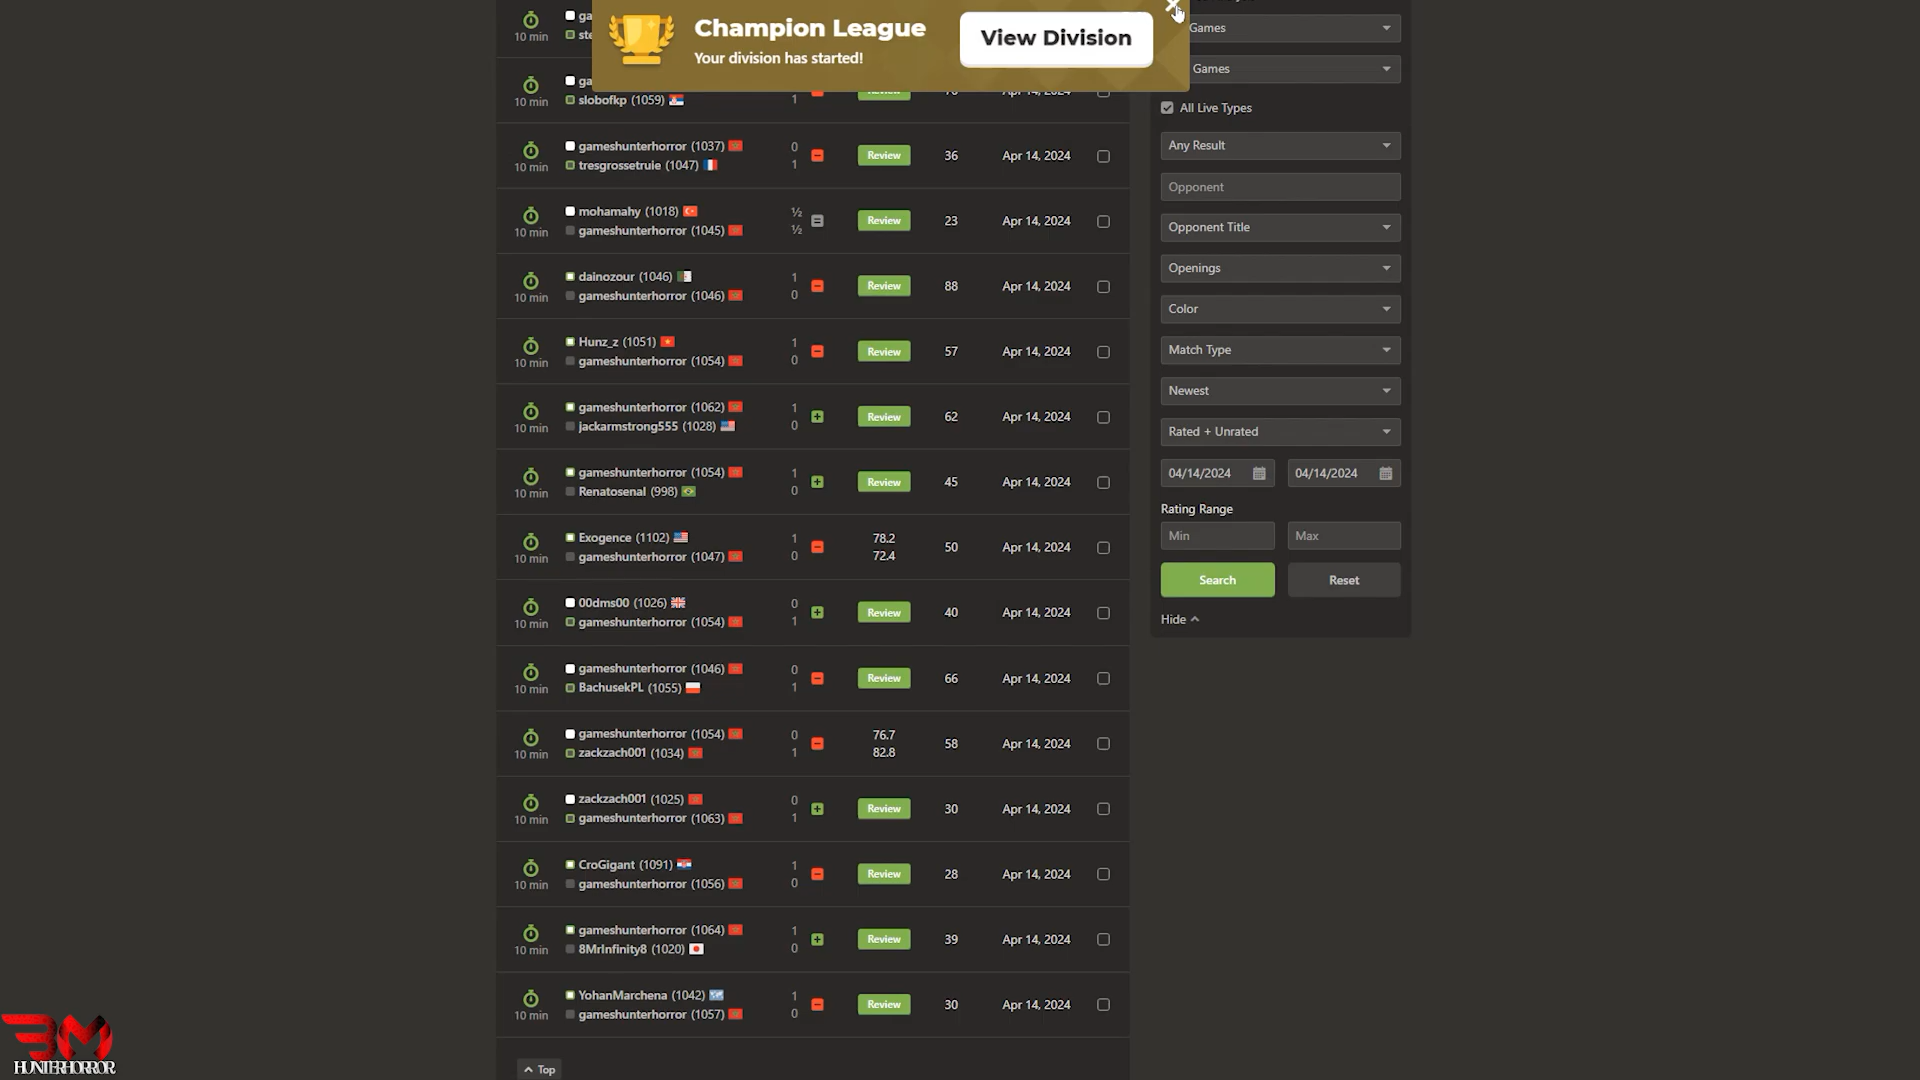 10 min
ga
ste
Champion League
Your division has started!
View Division
10 min
ga
slobofkp (1059)
1
Apr 14, 2024
10 min
gameshunterhorror (1037)
tresgrossetruie (1047)
0
1
Review
36
Apr 14, 2024
10 min
mohamahy (1018)
gameshunterhorror (1045)
½
½
Review
23
Apr 14, 2024
10 min
dainozour (1046)
gameshunterhorror (1046)
1
0
Review
88
Apr 14, 2024
10 min
Hunz_z (1051)
gameshunterhorror (1054)
1
0
Review
57
Apr 14, 2024
10 min
gameshunterhorror (1062)
jackarmstrong555 (1028)
1
0
Review
62
Apr 14, 2024
10 min
gameshunterhorror (1054)
Renatosenal (998)
1
0
Review
45
Apr 14, 2024
10 min
Exogence (1102)
gameshunterhorror (1047)
1
0
78.2
72.4
50
Apr 14, 2024
10 min
00dms00 (1026)
gameshunterhorror (1054)
0
1
Review
40
Apr 14, 2024
10 min
gameshunterhorror (1046)
BachusekPL (1055)
0
1
Review
66
Apr 14, 2024
10 min
gameshunterhorror (1054)
zackzach001 (1034)
0
1
76.7
82.8
58
Apr 14, 2024
10 min
zackzach001 (1025)
gameshunterhorror (1063)
0
1
Review
30
Apr 14, 2024
10 min
CroGigant (1091)
gameshunterhorror (1056)
1
0
Review
28
Apr 14, 2024
10 min
gameshunterhorror (1064)
8MrInfinity8 (1020)
1
0
Review
39
Apr 14, 2024
10 min
YohanMarchena (1042)
gameshunterhorror (1057)
1
0
Review
30
Apr 14, 2024
Top
Games
Games
All Live Types
Any Result
Opponent
Opponent Title
Openings
Color
Match Type
Newest
Rated + Unrated
04/14/2024
04/14/2024
Rating Range
Min
Max
Search
Reset
Hide
3M
HUNTERHORROR